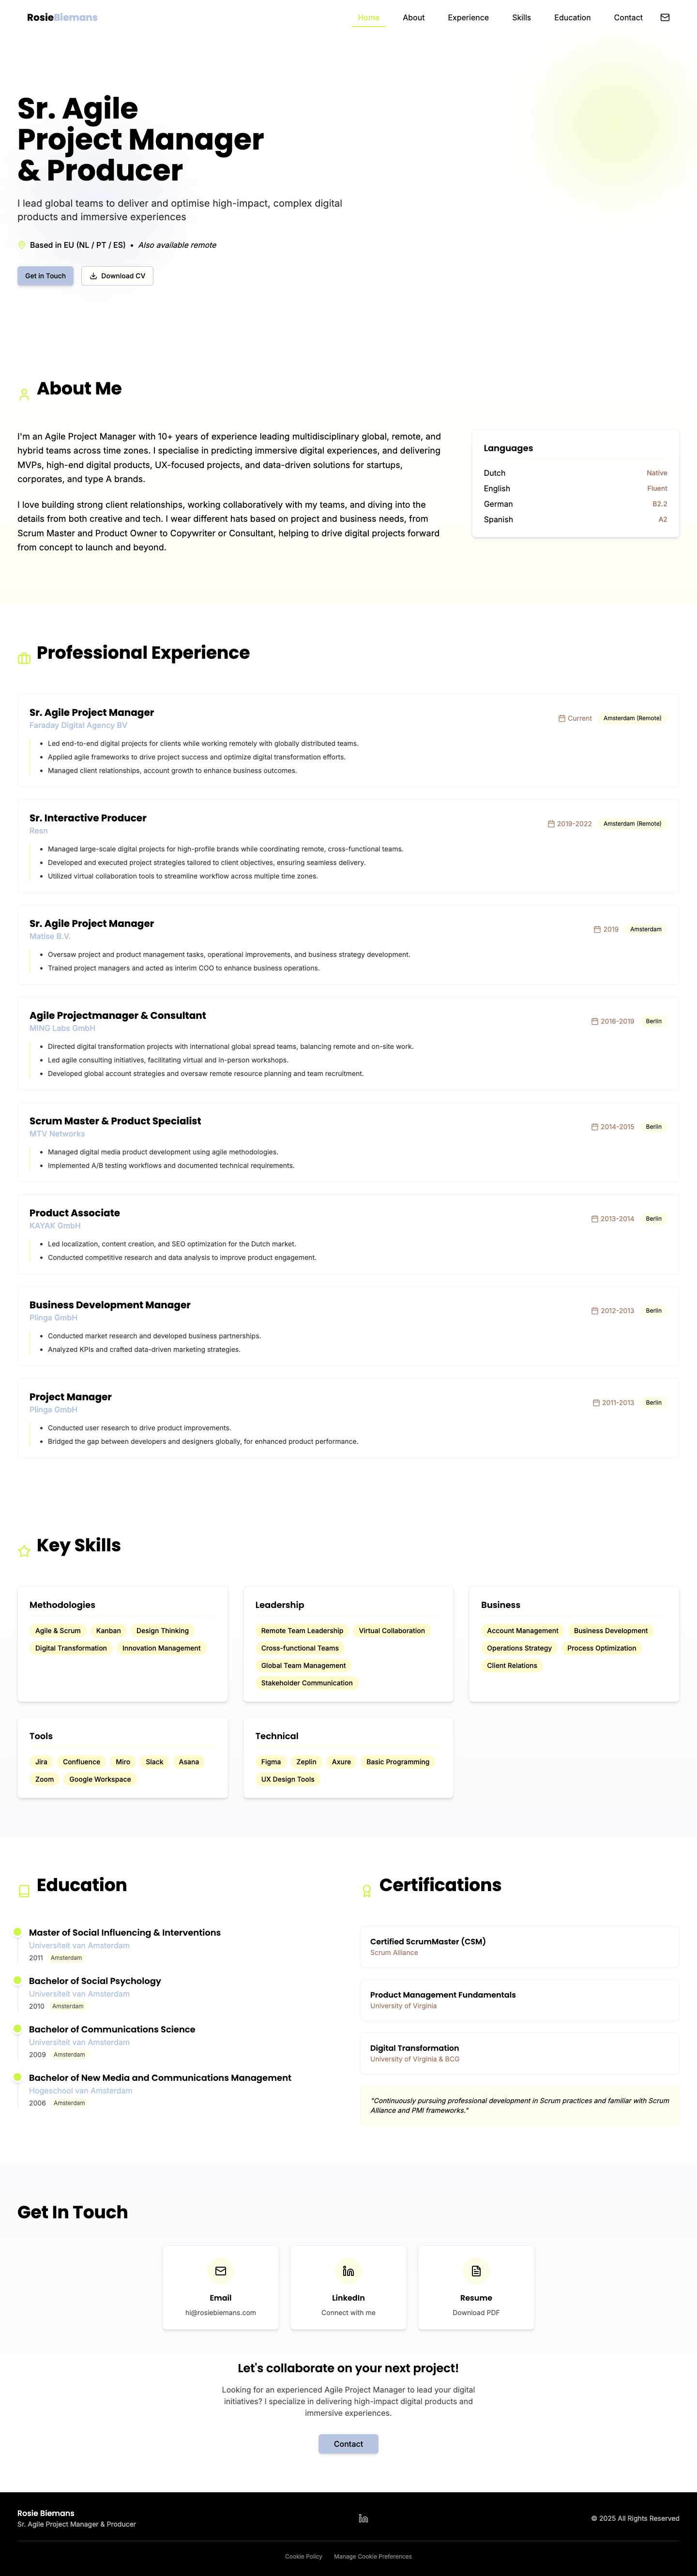 RosieBiemans
Home
About
Experience
Skills
Education
Contact
Sr. Agile
Project Manager
& Producer
I lead global teams to deliver and optimise high-impact, complex digital
products and immersive experiences
Based in EU (NL / PT / ES) • Also available remote
Get in Touch
Download CV
About Me
I'm an Agile Project Manager with 10+ years of experience leading multidisciplinary global, remote, and
hybrid teams across time zones. I specialise in predicting immersive digital experiences, and delivering
MVPs, high-end digital products, UX-focused projects, and data-driven solutions for startups,
corporates, and type A brands.
I love building strong client relationships, working collaboratively with my teams, and diving into the
details from both creative and tech. I wear different hats based on project and business needs, from
Scrum Master and Product Owner to Copywriter or Consultant, helping to drive digital projects forward
from concept to launch and beyond.
Languages
Dutch Native
English Fluent
German B2.2
Spanish A2
Professional Experience
Sr. Agile Project Manager
Faraday Digital Agency BV
Current Amsterdam (Remote)
• Led end-to-end digital projects for clients while working remotely with globally distributed teams.
• Applied agile frameworks to drive project success and optimize digital transformation efforts.
• Managed client relationships, account growth to enhance business outcomes.
Sr. Interactive Producer
Resn
2019-2022 Amsterdam (Remote)
• Managed large-scale digital projects for high-profile brands while coordinating remote, cross-functional teams.
• Developed and executed project strategies tailored to client objectives, ensuring seamless delivery.
• Utilized virtual collaboration tools to streamline workflow across multiple time zones.
Sr. Agile Project Manager
Matise B.V.
2019 Amsterdam
• Oversaw project and product management tasks, operational improvements, and business strategy development.
• Trained project managers and acted as interim COO to enhance business operations.
Agile Projectmanager & Consultant
MING Labs GmbH
2016-2019 Berlin
• Directed digital transformation projects with international global spread teams, balancing remote and on-site work.
• Led agile consulting initiatives, facilitating virtual and in-person workshops.
• Developed global account strategies and oversaw remote resource planning and team recruitment.
Scrum Master & Product Specialist
MTV Networks
2014-2015 Berlin
• Managed digital media product development using agile methodologies.
• Implemented A/B testing workflows and documented technical requirements.
Product Associate
KAYAK GmbH
2013-2014 Berlin
• Led localization, content creation, and SEO optimization for the Dutch market.
• Conducted competitive research and data analysis to improve product engagement.
Business Development Manager
Plinga GmbH
2012-2013 Berlin
• Conducted market research and developed business partnerships.
• Analyzed KPIs and crafted data-driven marketing strategies.
Project Manager
Plinga GmbH
2011-2013 Berlin
• Conducted user research to drive product improvements.
• Bridged the gap between developers and designers globally, for enhanced product performance.
Key Skills
Methodologies
Agile & Scrum Kanban Design Thinking
Digital Transformation Innovation Management
Leadership
Remote Team Leadership Virtual Collaboration
Cross-functional Teams
Global Team Management
Stakeholder Communication
Business
Account Management Business Development
Operations Strategy Process Optimization
Client Relations
Tools
Jira Confluence Miro Slack Asana
Zoom Google Workspace
Technical
Figma Zeplin Axure Basic Programming
UX Design Tools
Education
Master of Social Influencing & Interventions
Universiteit van Amsterdam
2011 Amsterdam
Bachelor of Social Psychology
Universiteit van Amsterdam
2010 Amsterdam
Bachelor of Communications Science
Universiteit van Amsterdam
2009 Amsterdam
Bachelor of New Media and Communications Management
Hogeschool van Amsterdam
2006 Amsterdam
Certifications
Certified ScrumMaster (CSM)
Scrum Alliance
Product Management Fundamentals
University of Virginia
Digital Transformation
University of Virginia & BCG
"Continuously pursuing professional development in Scrum practices and familiar with Scrum
Alliance and PMI frameworks."
Get In Touch
Email
hi@rosiebiemans.com
LinkedIn
Connect with me
Resume
Download PDF
Let's collaborate on your next project!
Looking for an experienced Agile Project Manager to lead your digital
initiatives? I specialize in delivering high-impact digital products and
immersive experiences.
Contact
Rosie Biemans
Sr. Agile Project Manager & Producer
© 2025 All Rights Reserved
Cookie Policy
Manage Cookie Preferences